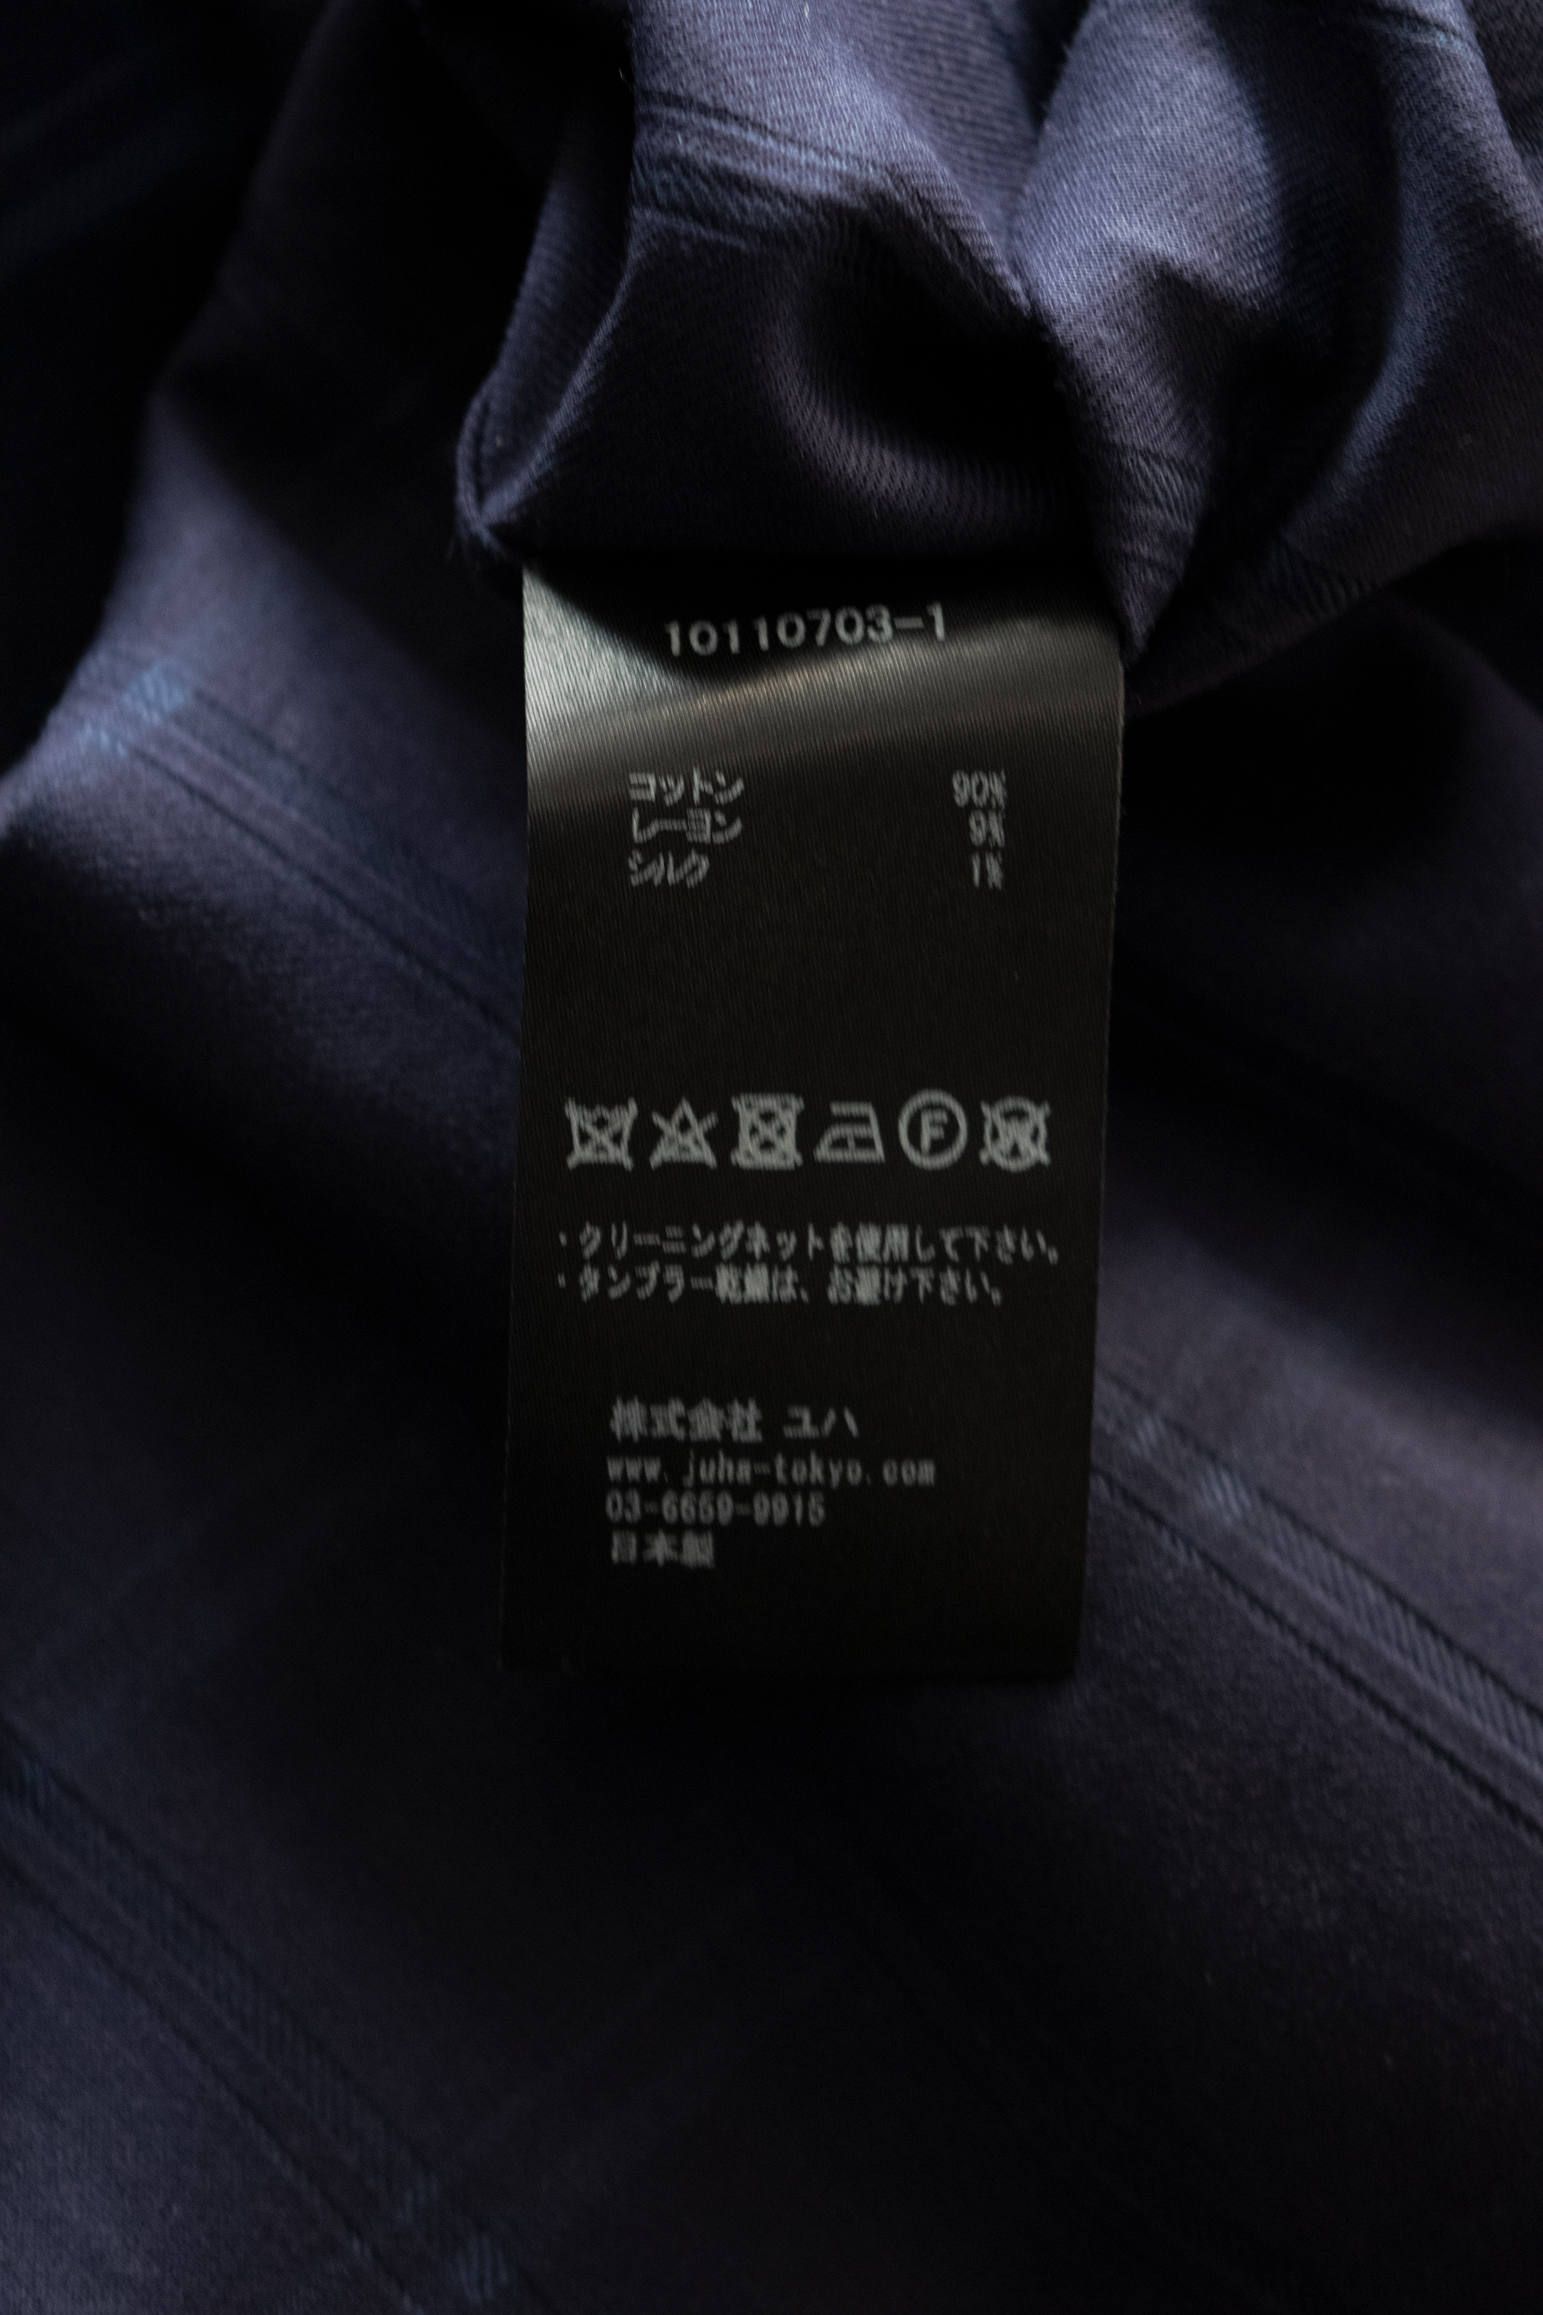 10110703-1
コットン 90%
レーヨン 9%
シルク 1%
F W
・クリーニングネットを使用して下さい。
・タンブラー乾燥は、お避け下さい。
株式会社 ユハ
www.juha-tokyo.com
03-6659-9915
日本製